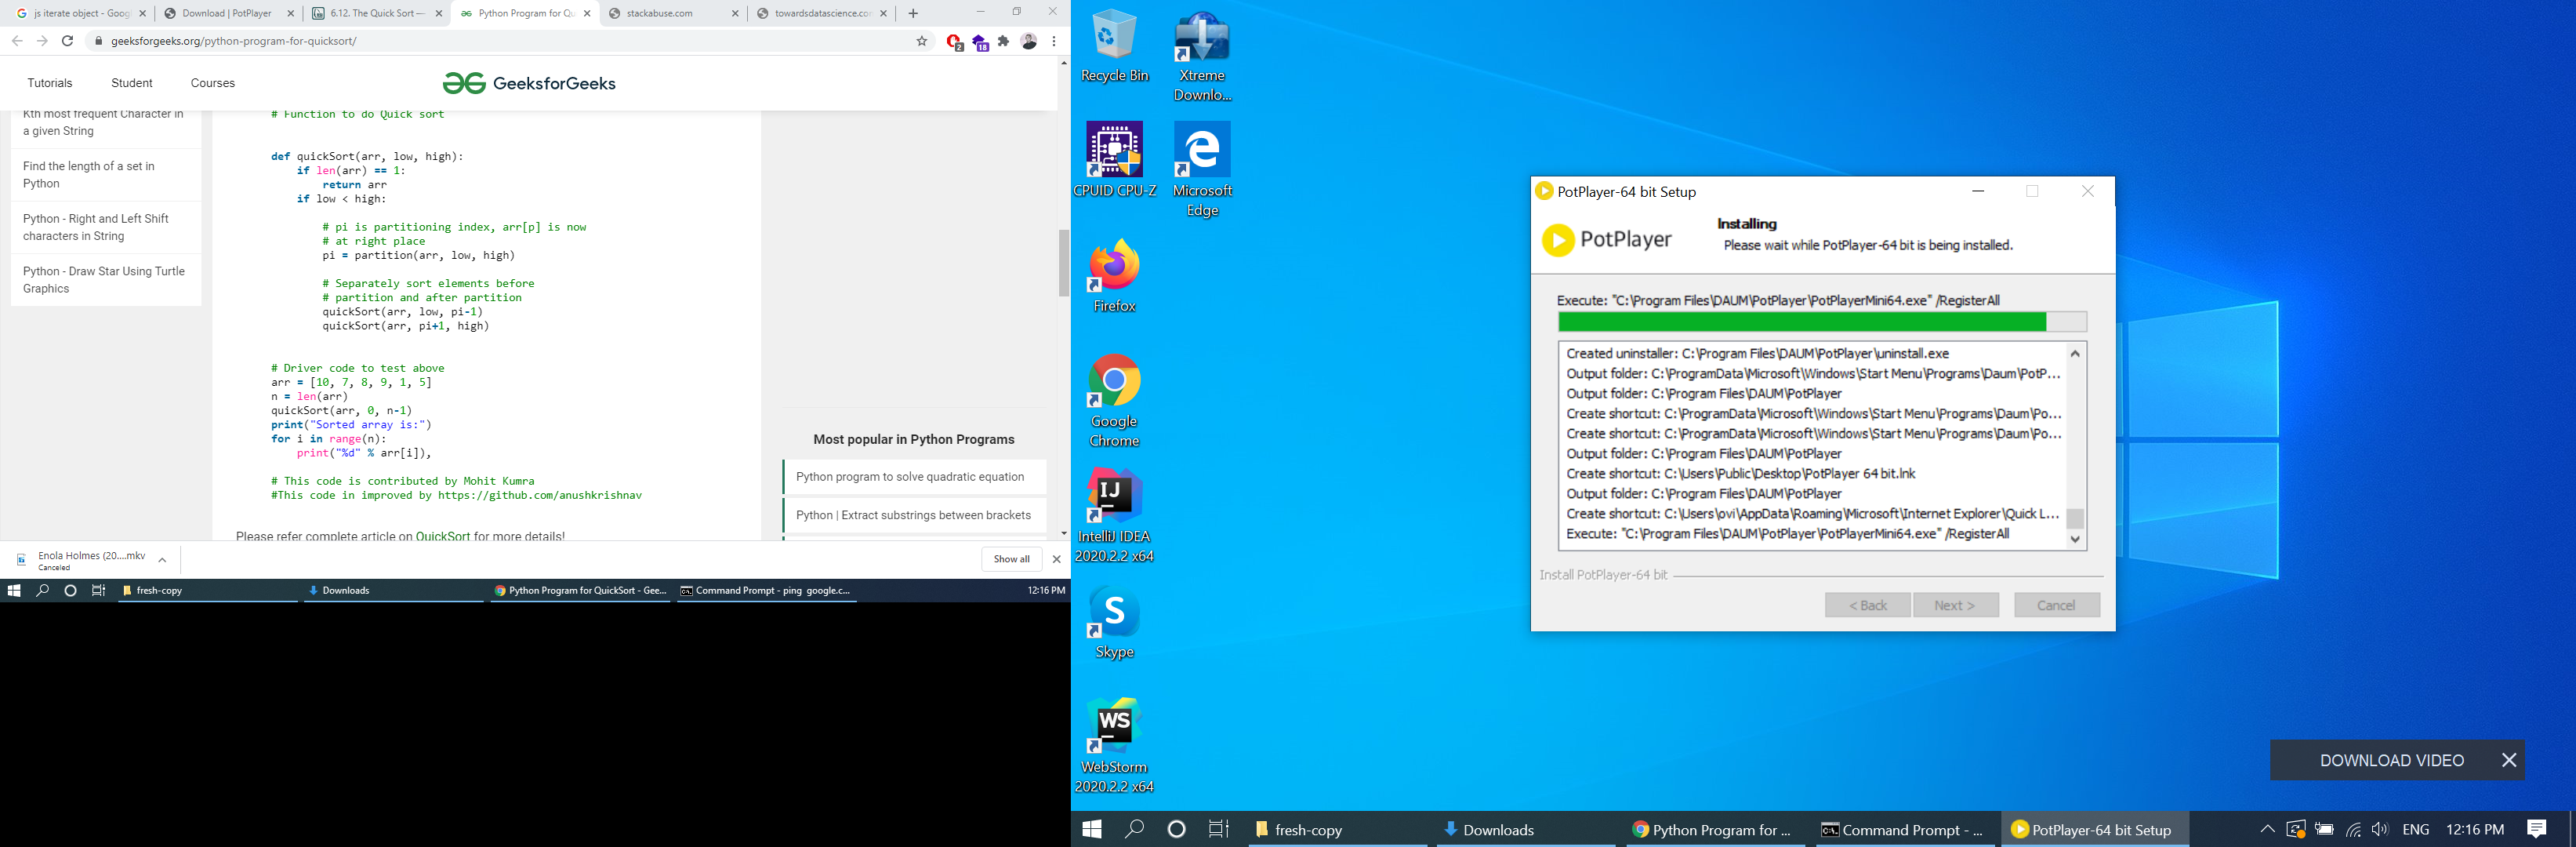 js iterate object - Goog
Download | PotPlayer
6.12. The Quick Sort —
Python Program for Qu
stackabuse.com
towardsdatascience.co
geeksforgeeks.org/python-program-for-quicksort/
2
18
Tutorials
Student
Courses
GeeksforGeeks
Kth most frequent Character in
a given String
Find the length of a set in
Python
Python - Right and Left Shift
characters in String
Python - Draw Star Using Turtle
Graphics
# Function to do Quick sort
def quickSort(arr, low, high):
if len(arr) == 1:
return arr
if low < high:
# pi is partitioning index, arr[p] is now
# at right place
pi = partition(arr, low, high)
# Separately sort elements before
# partition and after partition
quickSort(arr, low, pi-1)
quickSort(arr, pi+1, high)
# Driver code to test above
arr = [10, 7, 8, 9, 1, 5]
n = len(arr)
quickSort(arr, 0, n-1)
print("Sorted array is:")
for i in range(n):
print("%d" % arr[i]),
# This code is contributed by Mohit Kumra
#This code in improved by https://github.com/anushkrishnav
Please refer complete article on QuickSort for more details!
Most popular in Python Programs
Python program to solve quadratic equation
Python | Extract substrings between brackets
Enola Holmes (20....mkv
Canceled
Show all
fresh-copy
Downloads
Python Program for QuickSort - Gee...
Command Prompt - ping google.c...
12:16 PM
Recycle Bin
Xtreme
Downlo...
CPUID CPU-Z
Microsoft
Edge
Firefox
Google
Chrome
IJ
IntelliJ IDEA
2020.2.2 x64
Skype
WS
WebStorm
2020.2.2 x64
PotPlayer-64 bit Setup
PotPlayer
Installing
Please wait while PotPlayer-64 bit is being installed.
Execute: "C:\Program Files\DAUM\PotPlayer\PotPlayerMini64.exe" /RegisterAll
Created uninstaller: C:\Program Files\DAUM\PotPlayer\uninstall.exe
Output folder: C:\ProgramData\Microsoft\Windows\Start Menu\Programs\Daum\PotP...
Output folder: C:\Program Files\DAUM\PotPlayer
Create shortcut: C:\ProgramData\Microsoft\Windows\Start Menu\Programs\Daum\Po...
Create shortcut: C:\ProgramData\Microsoft\Windows\Start Menu\Programs\Daum\Po...
Output folder: C:\Program Files\DAUM\PotPlayer
Create shortcut: C:\Users\Public\Desktop\PotPlayer 64 bit.lnk
Output folder: C:\Program Files\DAUM\PotPlayer
Create shortcut: C:\Users\ovi\AppData\Roaming\Microsoft\Internet Explorer\Quick L...
Execute: "C:\Program Files\DAUM\PotPlayer\PotPlayerMini64.exe" /RegisterAll
Install PotPlayer-64 bit
< Back
Next >
Cancel
DOWNLOAD VIDEO
fresh-copy
Downloads
Python Program for ...
Command Prompt - ...
PotPlayer-64 bit Setup
ENG
12:16 PM